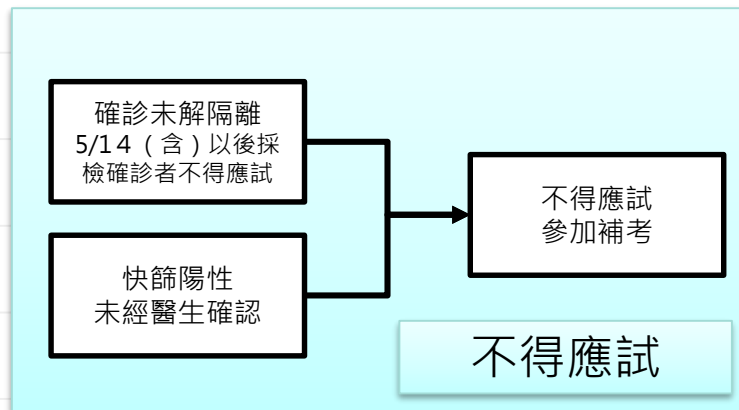 確診未解隔離
5/14（含）以後採
檢確診者不得應試
快篩陽性
未經醫生確認
不得應試
參加補考
不得應試